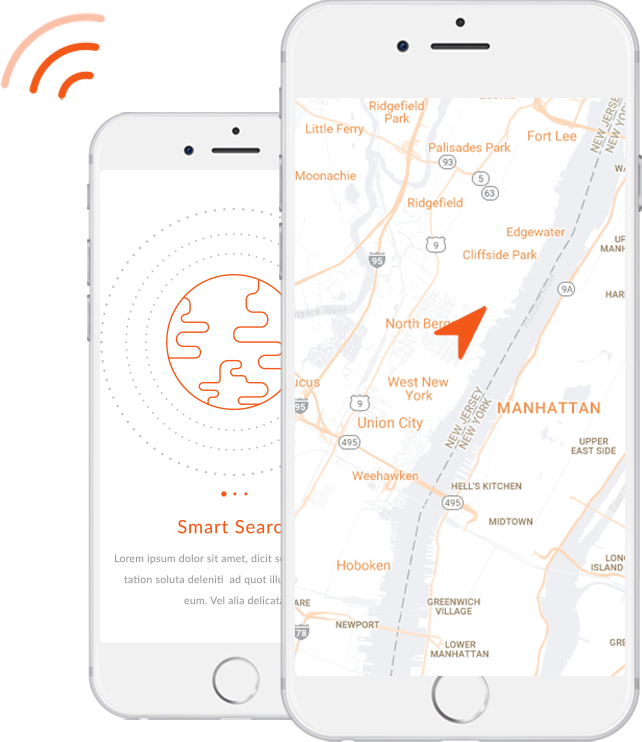 Smart Searc
Lorem ipsum dolor sit amet, dicit s
tation soluta deleniti ad quot illu
eum. Vel alia delicata
Ridgefield
Park
Little Ferry
Fort Lee
NEW JERSEY
NEW YORK
Palisades Park
93
Moonachie
5
63
Ridgefield
Edgewater
9
Cliffside Park
95
9A
North Berg
West New
York
95
9
MANHATTAN
Union City
NEW JERSEY
NEW YORK
495
UPPER
EAST SIDE
Weehawken
HELL'S KITCHEN
495
MIDTOWN
Hoboken
ISLAND
GREENWICH
VILLAGE
NEWPORT
78
LOWER
MANHATTAN